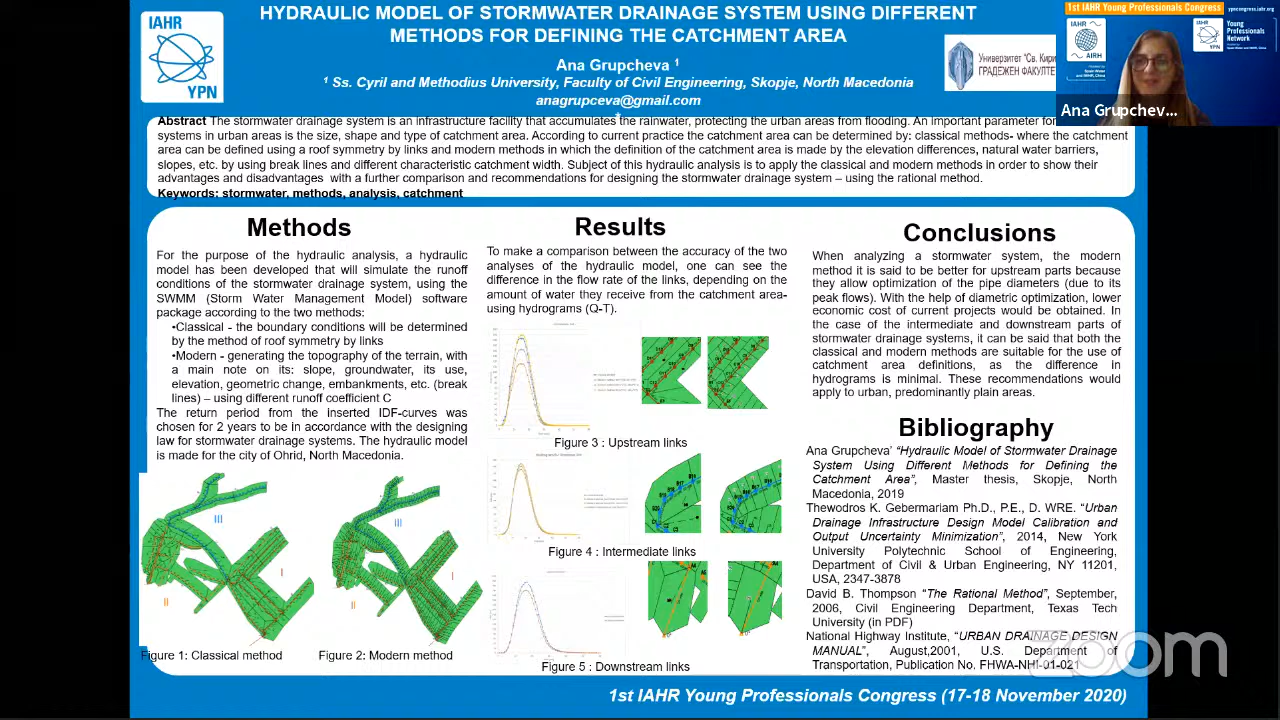 HYDRAULIC MODEL OF STORMWATER DRAINAGE SYSTEM USING DIFFERENT
METHODS FOR DEFINING THE CATCHMENT AREA
Ana Grupcheva ¹
¹ Ss. Cyril and Methodius University, Faculty of Civil Engineering, Skopje, North Macedonia
anagrupceva@gmail.com
IAHR
YPN
Универзитет "Св. Кири
ГРАДЕЖЕН ФАКУЛТЕ
1st IAHR Young Professionals Congress
ypncongress.iahr.org
IAHR
AIRH
IAHR
YPN
Young
Professionals
Network
Ana Grupchev...
Abstract The stormwater drainage system is an infrastructure facility that accumulates the rainwater, protecting the urban areas from flooding. An important parameter for
systems in urban areas is the size, shape and type of catchment area. According to current practice the catchment area can be determined by: classical methods- where the catchment
area can be defined using a roof symmetry by links and modern methods in which the definition of the catchment area is made by the elevation differences, natural water barriers,
slopes, etc. by using break lines and different characteristic catchment width. Subject of this hydraulic analysis is to apply the classical and modern methods in order to show their
advantages and disadvantages with a further comparison and recommendations for designing the stormwater drainage system – using the rational method.
Keywords: stormwater, methods, analysis, catchment
Methods
For the purpose of the hydraulic analysis, a hydraulic
model has been developed that will simulate the runoff
conditions of the stormwater drainage system, using the
SWMM (Storm Water Management Model) software
package according to the two methods:
•Classical - the boundary conditions will be determined
by the method of roof symmetry by links
•Modern - generating the topography of the terrain, with
a main note on its: slope, groundwater, its use,
elevation, geometric change, embankments, etc. (break
lines) – using different runoff coefficient C
The return period from the inserted IDF-curves was
chosen for 2 years to be in accordance with the designing
law for stormwater drainage systems. The hydraulic model
is made for the city of Ohrid, North Macedonia.
III
I
II
III
I
II
Figure 1: Classical method
Figure 2: Modern method
Results
To make a comparison between the accuracy of the two
analyses of the hydraulic model, one can see the
difference in the flow rate of the links, depending on the
amount of water they receive from the catchment area-
using hydrograms (Q-T).
Figure 3 : Upstream links
Figure 4 : Intermediate links
Figure 5 : Downstream links
Conclusions
When analyzing a stormwater system, the modern
method it is said to be better for upstream parts because
they allow optimization of the pipe diameters (due to its
peak flows). With the help of diametric optimization, lower
economic cost of current projects would be obtained. In
the case of the intermediate and downstream parts of
stormwater drainage systems, it can be said that both the
classical and modern methods are suitable for the use of
catchment area definitions, as the difference in
hydrograms is minimal. These recommendations would
apply to urban, predominantly plain areas.
Bibliography
Ana Grupcheva' "Hydraulic Model of Stormwater Drainage
System Using Different Methods for Defining the
Catchment Area", Master thesis, Skopje, North
Macedonia,2019
Thewodros K. Gebermariam Ph.D., P.E., D. WRE. "Urban
Drainage Infrastructure Design Model Calibration and
Output Uncertainty Minimization", 2014, New York
University Polytechnic School of Engineering,
Department of Civil & Urban Engineering, NY 11201,
USA, 2347-3878
David B. Thompson "The Rational Method", September,
2006, Civil Engineering Department, Texas Tech
University (in PDF)
National Highway Institute, "URBAN DRAINAGE DESIGN
MANUAL", August,2001, U.S. Department of
Transportation, Publication No. FHWA-NHI-01-021
zoom
1st IAHR Young Professionals Congress (17-18 November 2020)